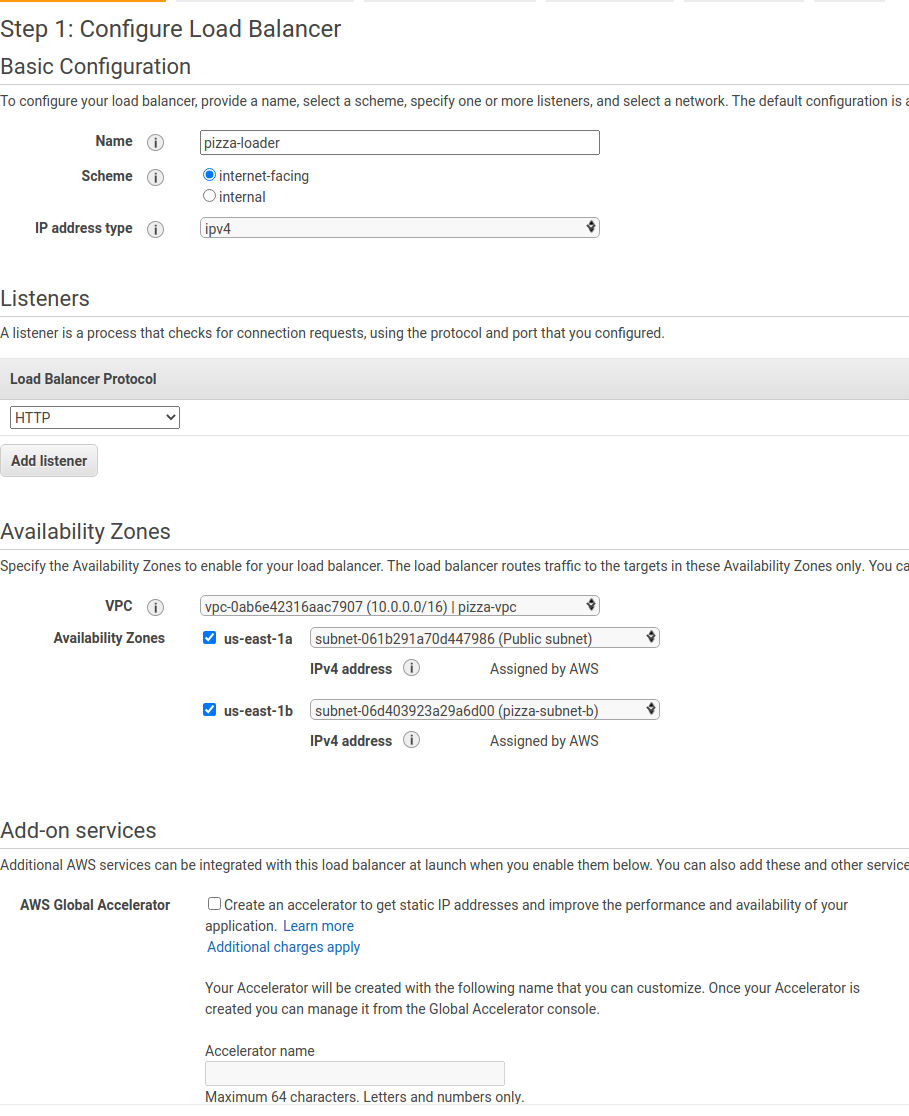 Step 1: Configure Load Balancer
Basic Configuration
To configure your load balancer, provide a name, select a scheme, specify one or more listeners, and select a network. The default configuration is
Name i pizza-loader
Scheme i internet-facing
internal
IP address type i ipv4
Listeners
A listener is a process that checks for connection requests, using the protocol and port that you configured.
Load Balancer Protocol
HTTP
Add listener
Availability Zones
Specify the Availability Zones to enable for your load balancer. The load balancer routes traffic to the targets in these Availability Zones only. You ca
VPC i vpc-0ab6e42316aac7907 (10.0.0.0/16) | pizza-vpc
Availability Zones us-east-1a subnet-061b291a70d447986 (Public subnet)
IPv4 address i Assigned by AWS
us-east-1b subnet-06d403923a29a6d00 (pizza-subnet-b)
IPv4 address i Assigned by AWS
Add-on services
Additional AWS services can be integrated with this load balancer at launch when you enable them below. You can also add these and other service
AWS Global Accelerator Create an accelerator to get static IP addresses and improve the performance and availability of your
application. Learn more
Additional charges apply
Your Accelerator will be created with the following name that you can customize. Once your Accelerator is
created you can manage it from the Global Accelerator console.
Accelerator name
Maximum 64 characters. Letters and numbers only.